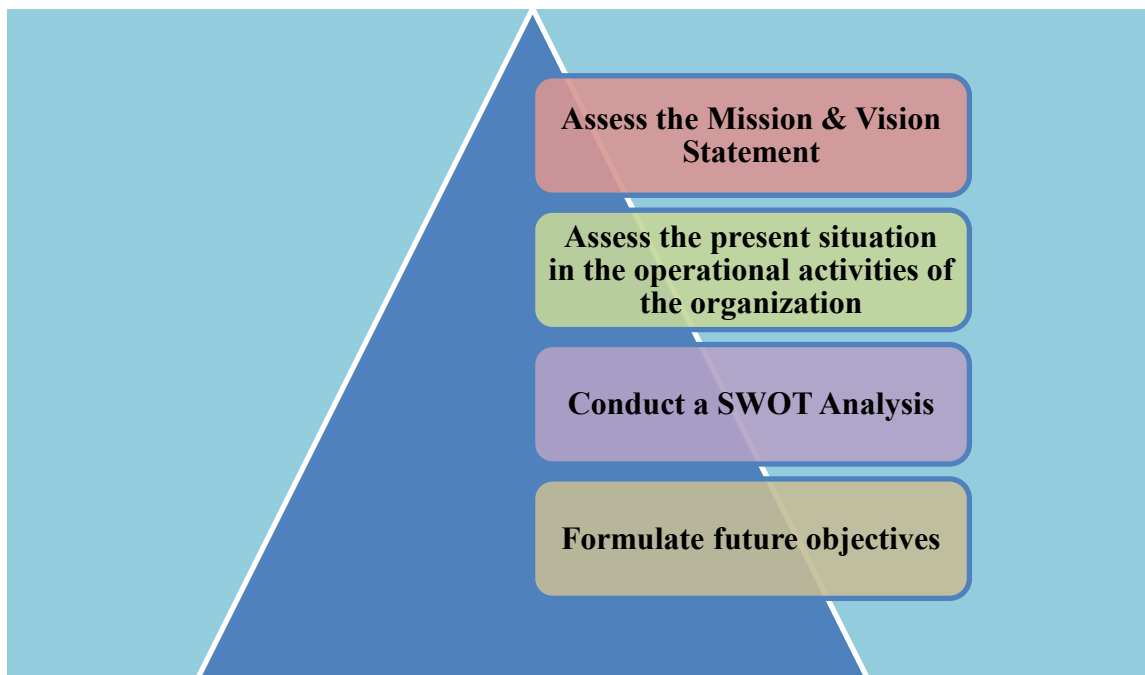 Assess the Mission & Vision
Statement
Assess the present situation
in the operational activities of
the organization
Conduct a SWOT Analysis
Formulate future objectives